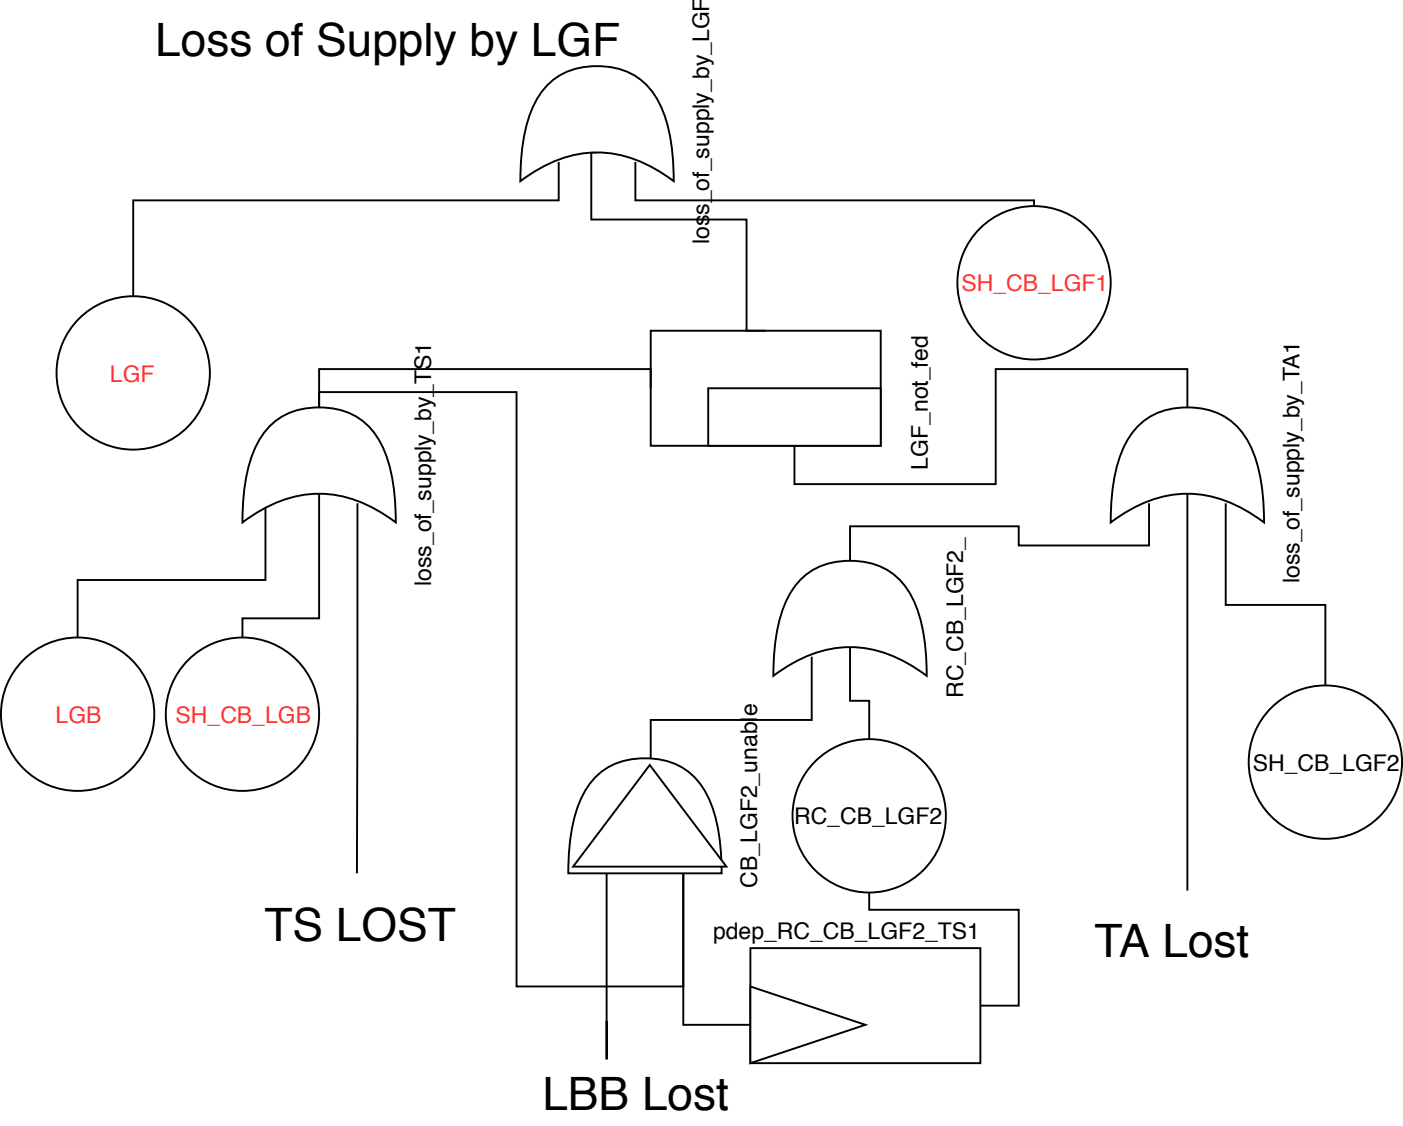 Loss of Supply by LGF
loss_of_supply_by_LGF
SH_CB_LGF1
LGF
loss_of_supply_by_TS1
LGF_not_fed
loss_of_supply_by_TA1
RC_CB_LGF2_
LGB
SH_CB_LGB
CB_LGF2_unable
RC_CB_LGF2
SH_CB_LGF2
TS LOST
pdep_RC_CB_LGF2_TS1
TA Lost
LBB Lost